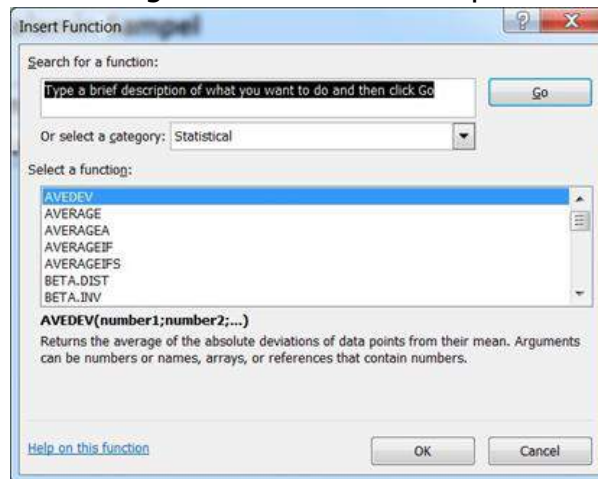 Insert Function
Search for a function:
Type a brief description of what you want to do and then click Go
Go
Or select a category: Statistical
Select a function:
AVEDEV
AVERAGE
AVERAGEA
AVERAGEIF
AVERAGEIFS
BETA.DIST
BETA.INV
AVEDEV(number1;number2;...)
Returns the average of the absolute deviations of data points from their mean. Arguments
can be numbers or names, arrays, or references that contain numbers.
Help on this function
OK
Cancel